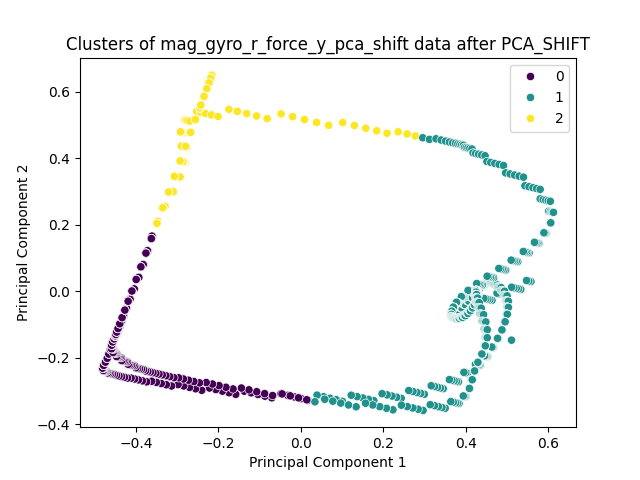 Clusters of mag_gyro_r_force_y_pca_shift data after PCA_SHIFT
0
1
2
0.6
0.4
0.2
0.0
−0.2
−0.4
Principal Component 2
−0.4 −0.2 0.0 0.2 0.4 0.6
Principal Component 1